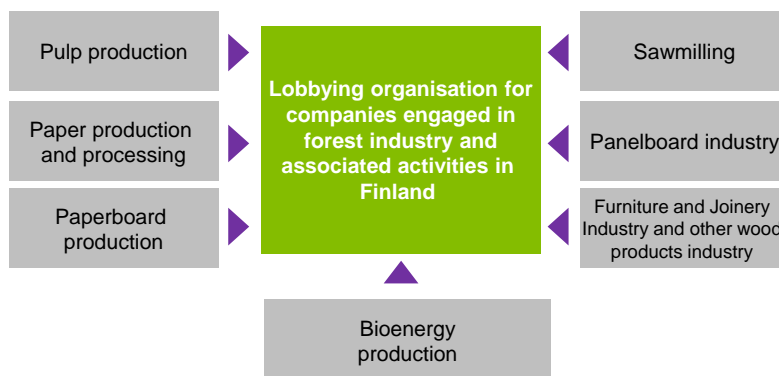 Pulp production
Paper production
and processing
Paperboard
production
Lobbying organisation for
companies engaged in
forest industry and
associated activities in
Finland
Sawmilling
Panelboard industry
Furniture and Joinery
Industry and other wood
products industry
Bioenergy
production